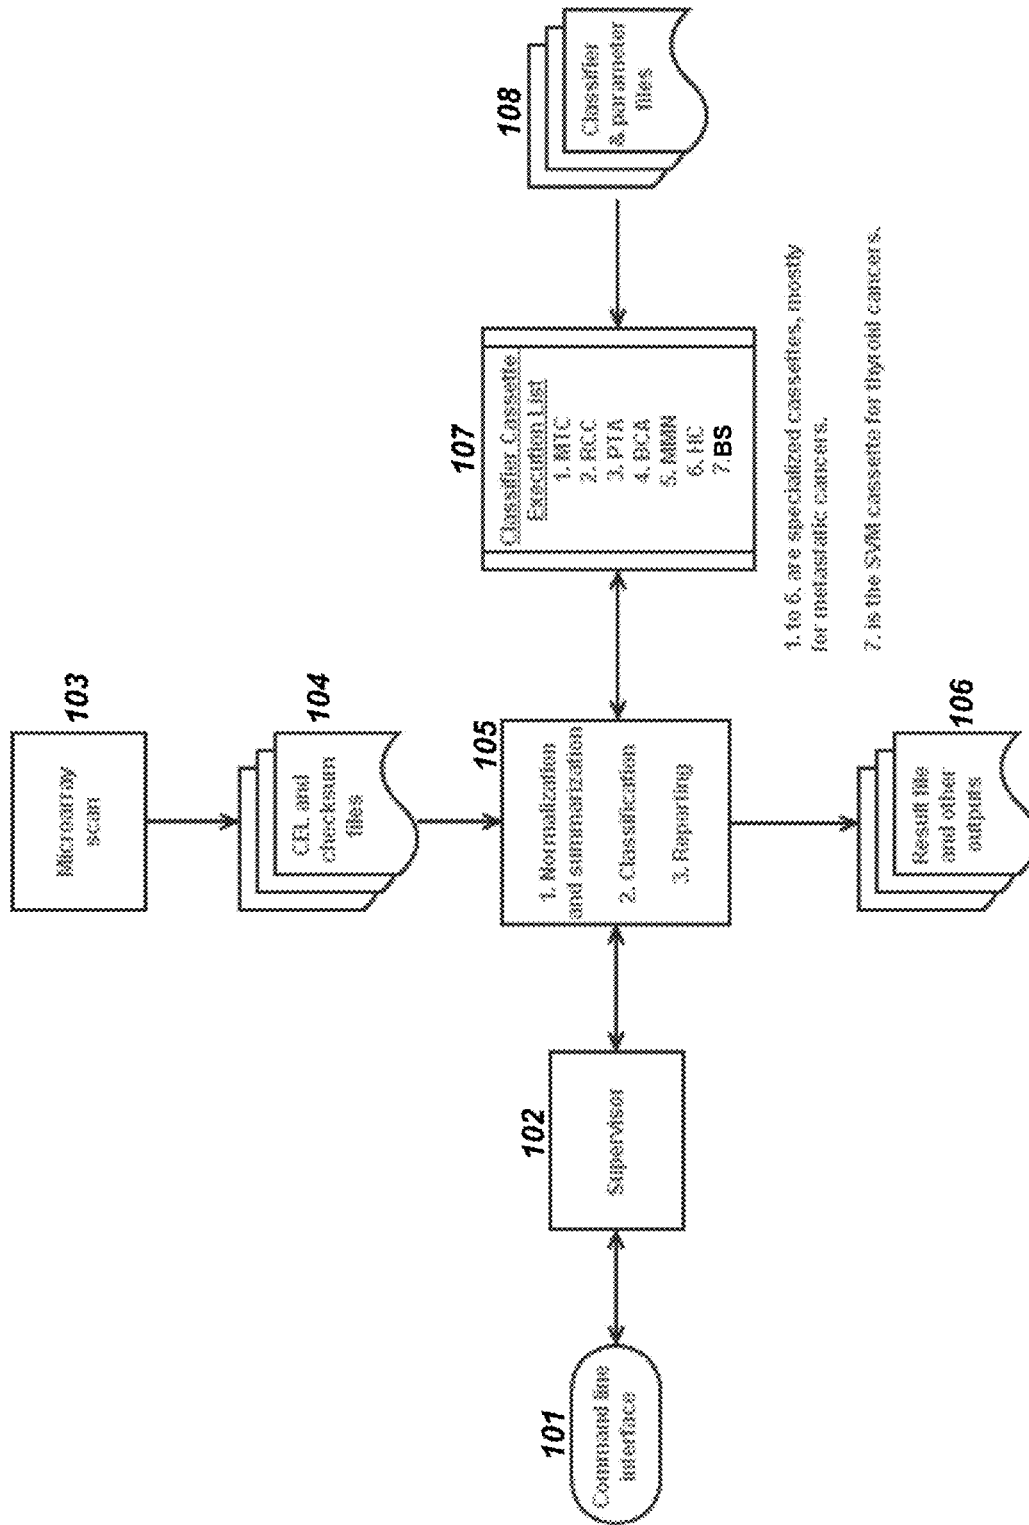 101
Command line
interface
102
Supervisor
103
Microarray
scan
104
CEL and
checksum
files
105
1. Normalization
and summarization
2. Classification
3. Reporting
106
Result file
and other
outputs
107
Classifier Cassette
Execution List
1. MTC
2. RCC
3. PTA
4. BCA
5. MMN
6. HC
7. BS
108
Classifier
& parameter
files
1. to 6. are specialized cassettes, mostly
for metastatic cancers.
7. is the SVM cassette for thyroid cancers.